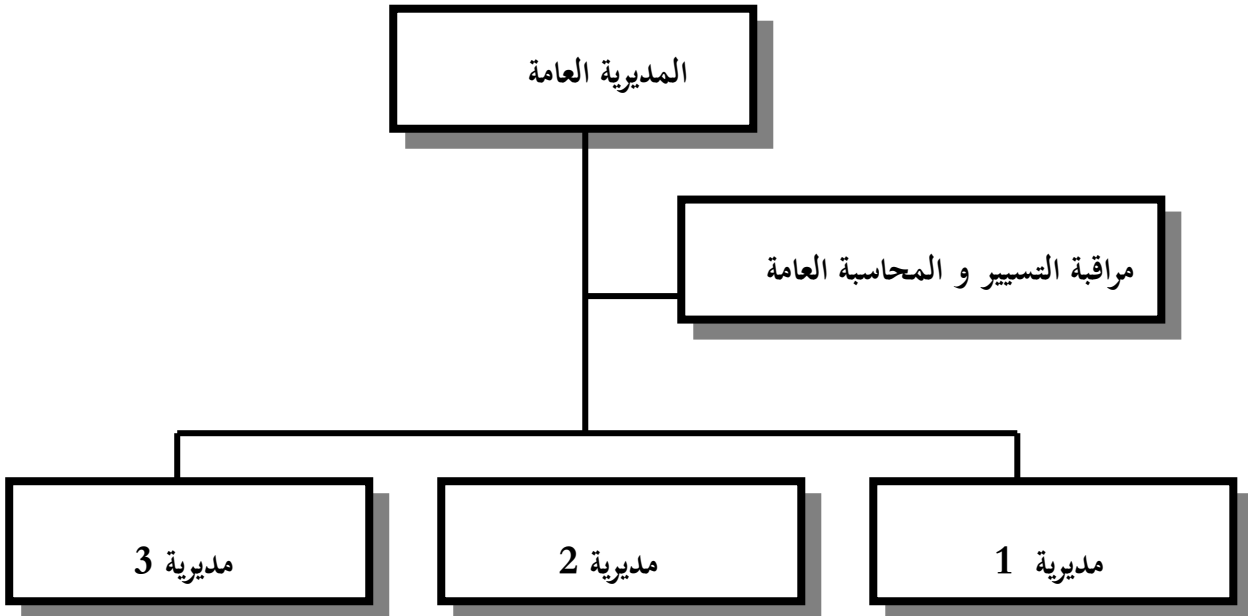 المديرية العامة
مراقبة التسيير و المحاسبة العامة
مديرية 1
مديرية 2
مديرية 3